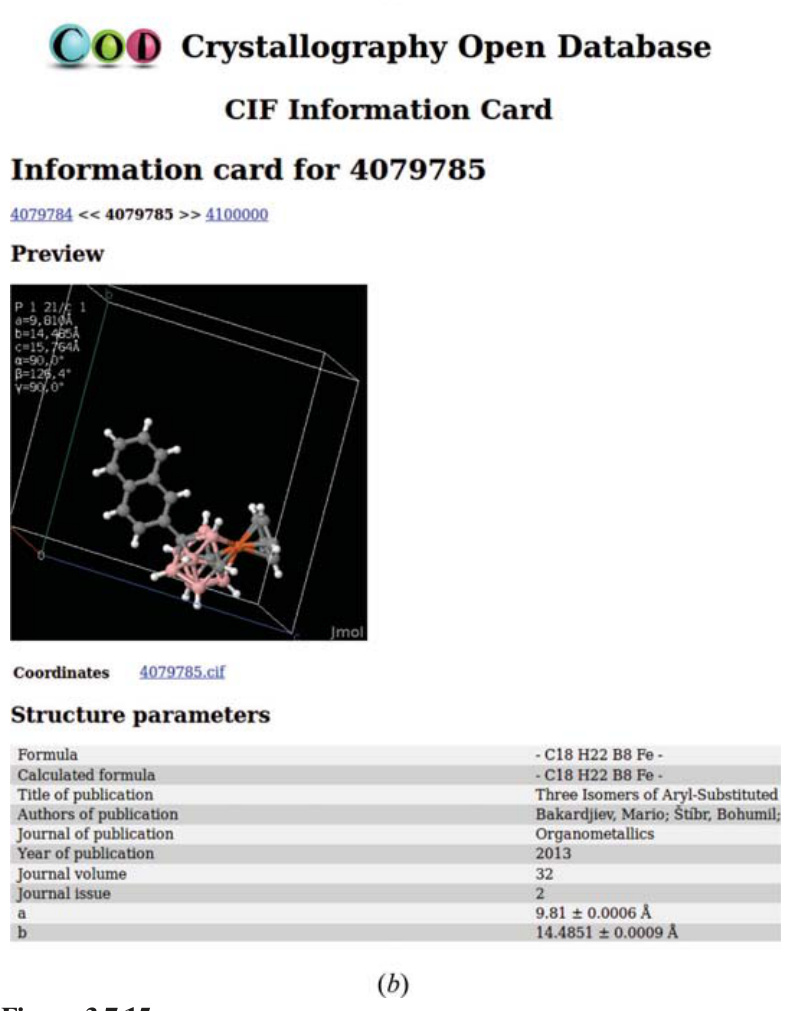 COD Crystallography Open Database
CIF Information Card
Information card for 4079785
4079784 << 4079785 >> 4100000
Preview
P 1 21/c 1
a=9,810Å
b=14,485Å
c=15,764Å
α=90,0°
β=126,4°
γ=90,0°
b
0
c
Jmol
Coordinates 4079785.cif
Structure parameters
Formula - C18 H22 B8 Fe -
Calculated formula - C18 H22 B8 Fe -
Title of publication Three Isomers of Aryl-Substituted
Authors of publication Bakardjiev, Mario; Štíbr, Bohumil;
Journal of publication Organometallics
Year of publication 2013
Journal volume 32
Journal issue 2
a 9.81 ± 0.0006 Å
b 14.4851 ± 0.0009 Å
(b)